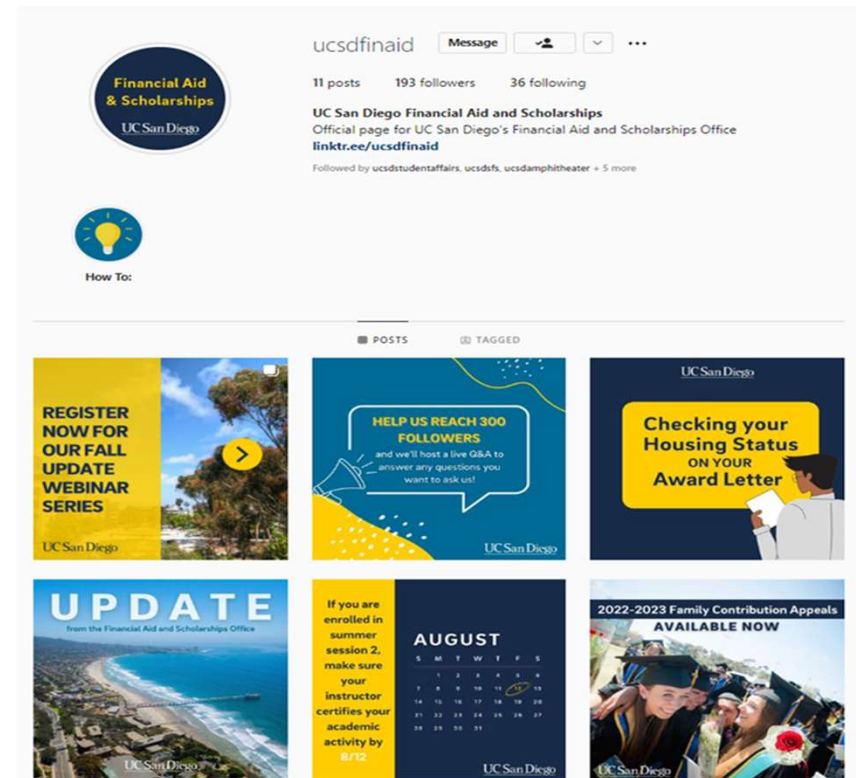 Financial Aid
& Scholarships
UC San Diego
ucsdfinaid Message
11 posts 193 followers 36 following
UC San Diego Financial Aid and Scholarships
Official page for UC San Diego's Financial Aid and Scholarships Office
linktr.ee/ucsdfinaid
Followed by ucsdstudentaffairs, ucsdsfs, ucsdamphitheater + 5 more
How To:
POSTS TAGGED
REGISTER
NOW FOR
OUR FALL
UPDATE
WEBINAR
SERIES
UC San Diego
HELP US REACH 300
FOLLOWERS
and we'll host a live Q&A to
answer any questions you
want to ask us!
UC San Diego
UC San Diego
Checking your
Housing Status
ON YOUR
Award Letter
UPDATE
from the Financial Aid and Scholarships Office
UC San Diego
If you are
enrolled in
summer
session 2,
make sure
your
instructor
certifies your
academic
activity by
8/12
AUGUST
S M T W T F S
1 2 3 4 5 6
7 8 9 10 11 12 13
14 15 16 17 18 19 20
21 22 23 24 25 26 27
28 29 30 31
UC San Diego
2022-2023 Family Contribution Appeals
AVAILABLE NOW
UC San Diego